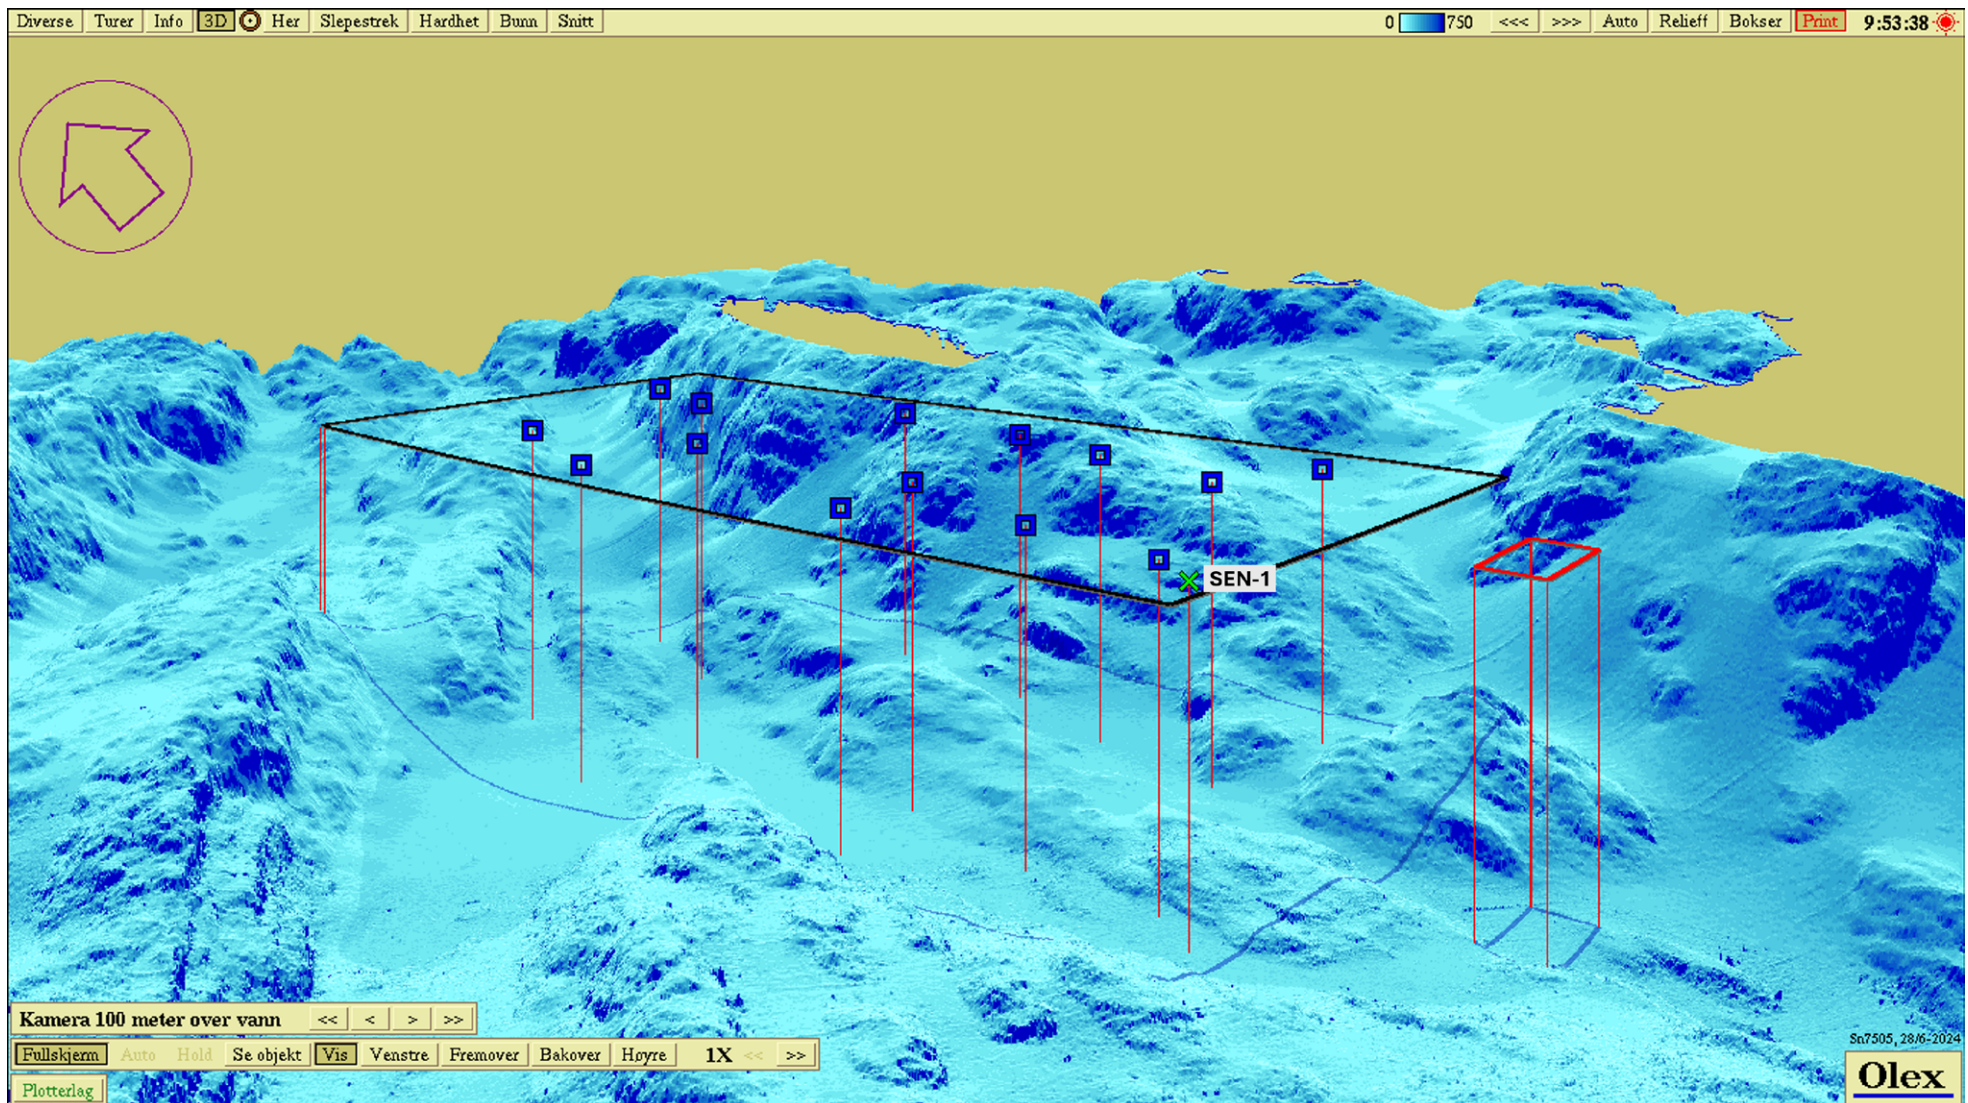 Diverse Turer Info 3D Her Slepestrek Hardhet Bunn Snitt 0 750 <<< >>> Auto Relieff Bokser Print 9:53:38
SEN-1
Kamera 100 meter over vann << < > >>
Fullskjerm Auto Hold Se objekt Vis Venstre Fremover Bakover Høyre 1X << >>
Plotterlag
Sn7505, 28/6-2024
Olex